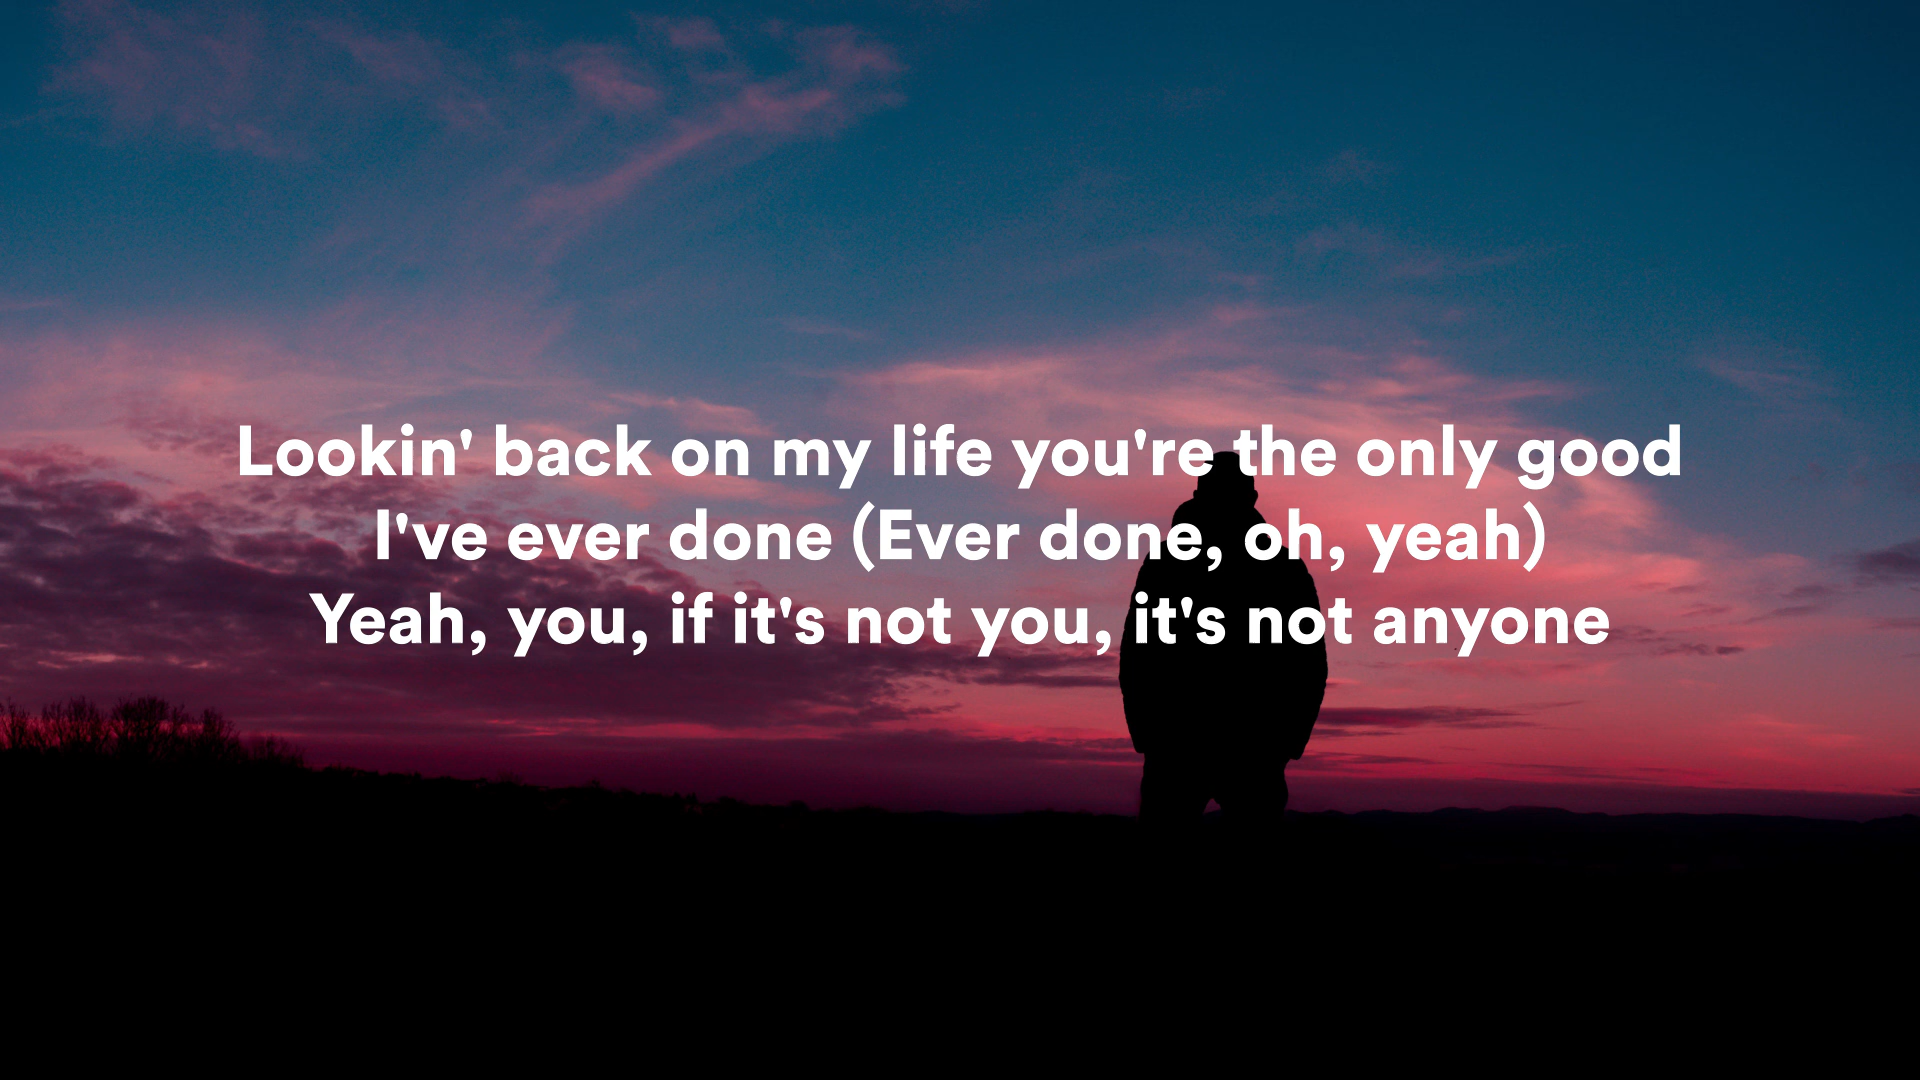 Lookin' back on my life you're the only good
I've ever done (Ever done, oh, yeah)
Yeah, you, if it's not you, it's not anyone